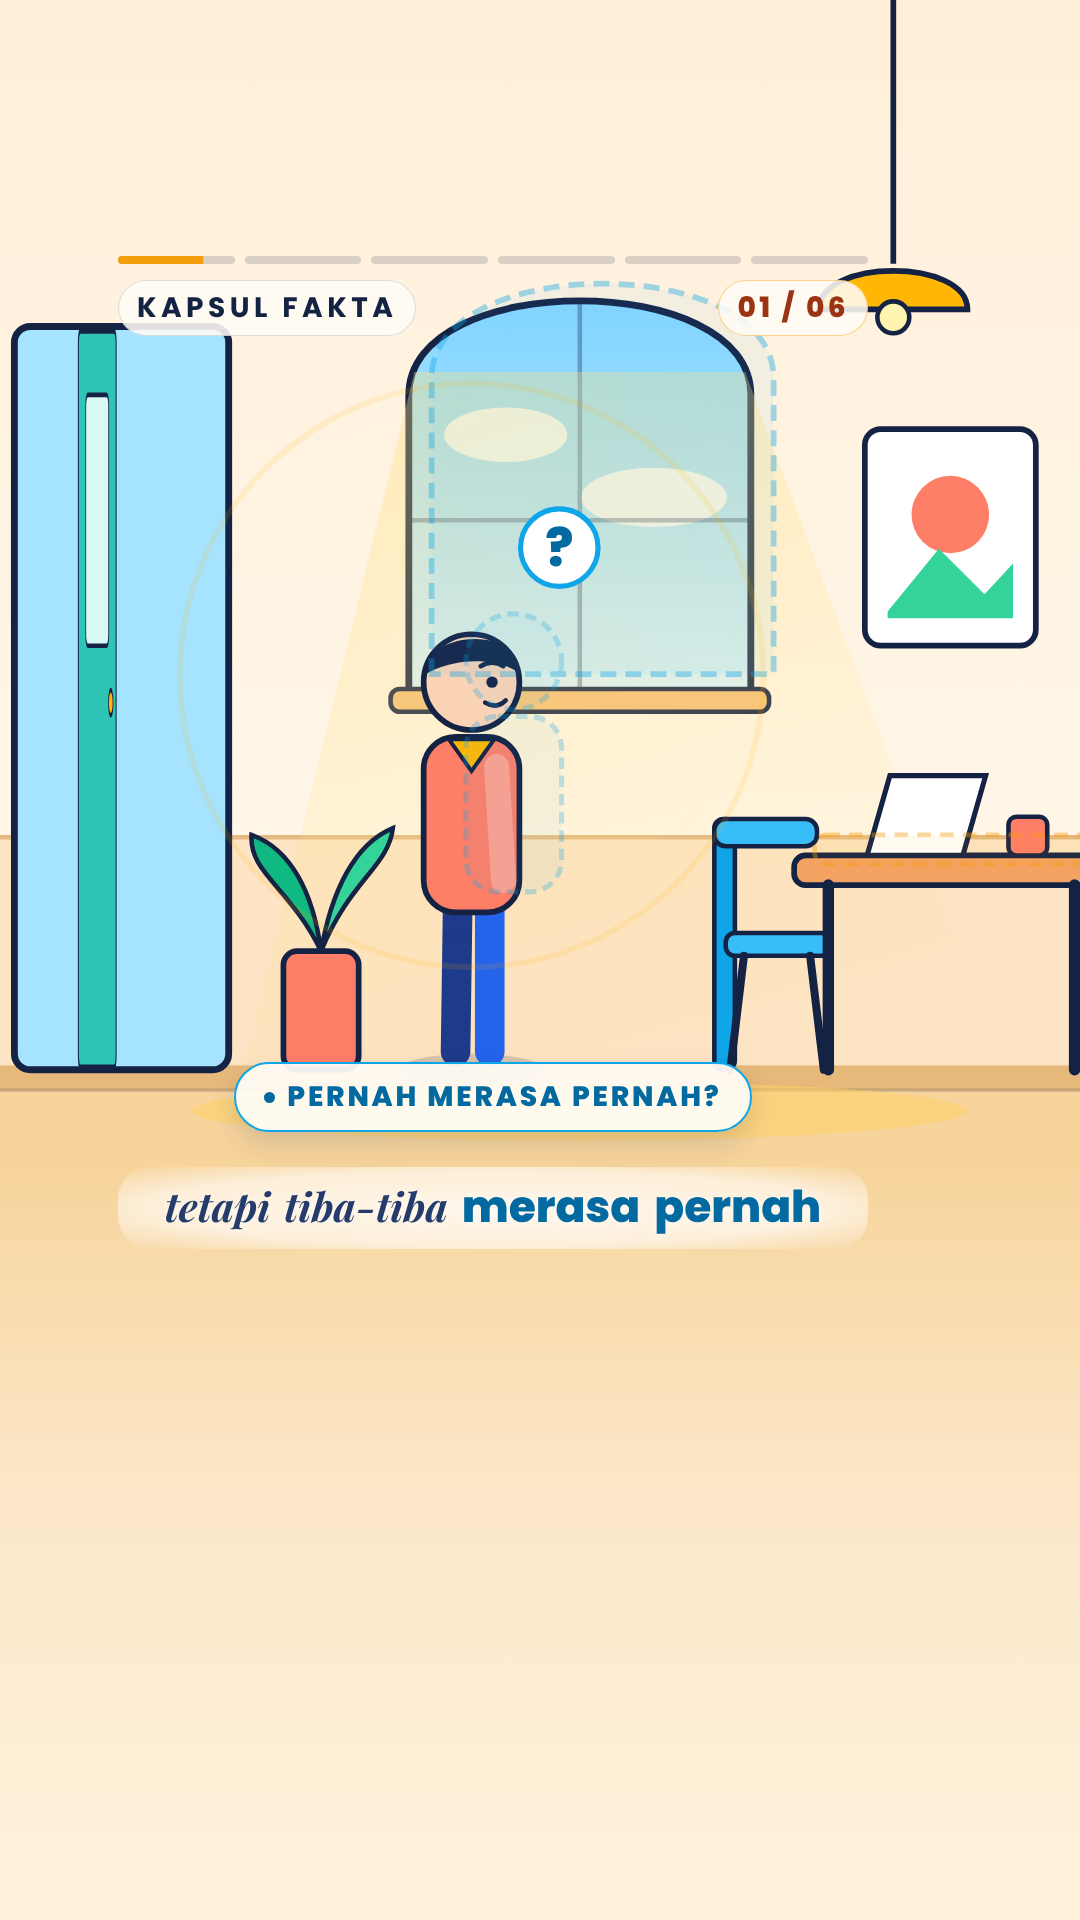 KAPSUL FAKTA
01 / 06
?
• PERNAH MERASA PERNAH?
tetapi tiba-tiba merasa pernah